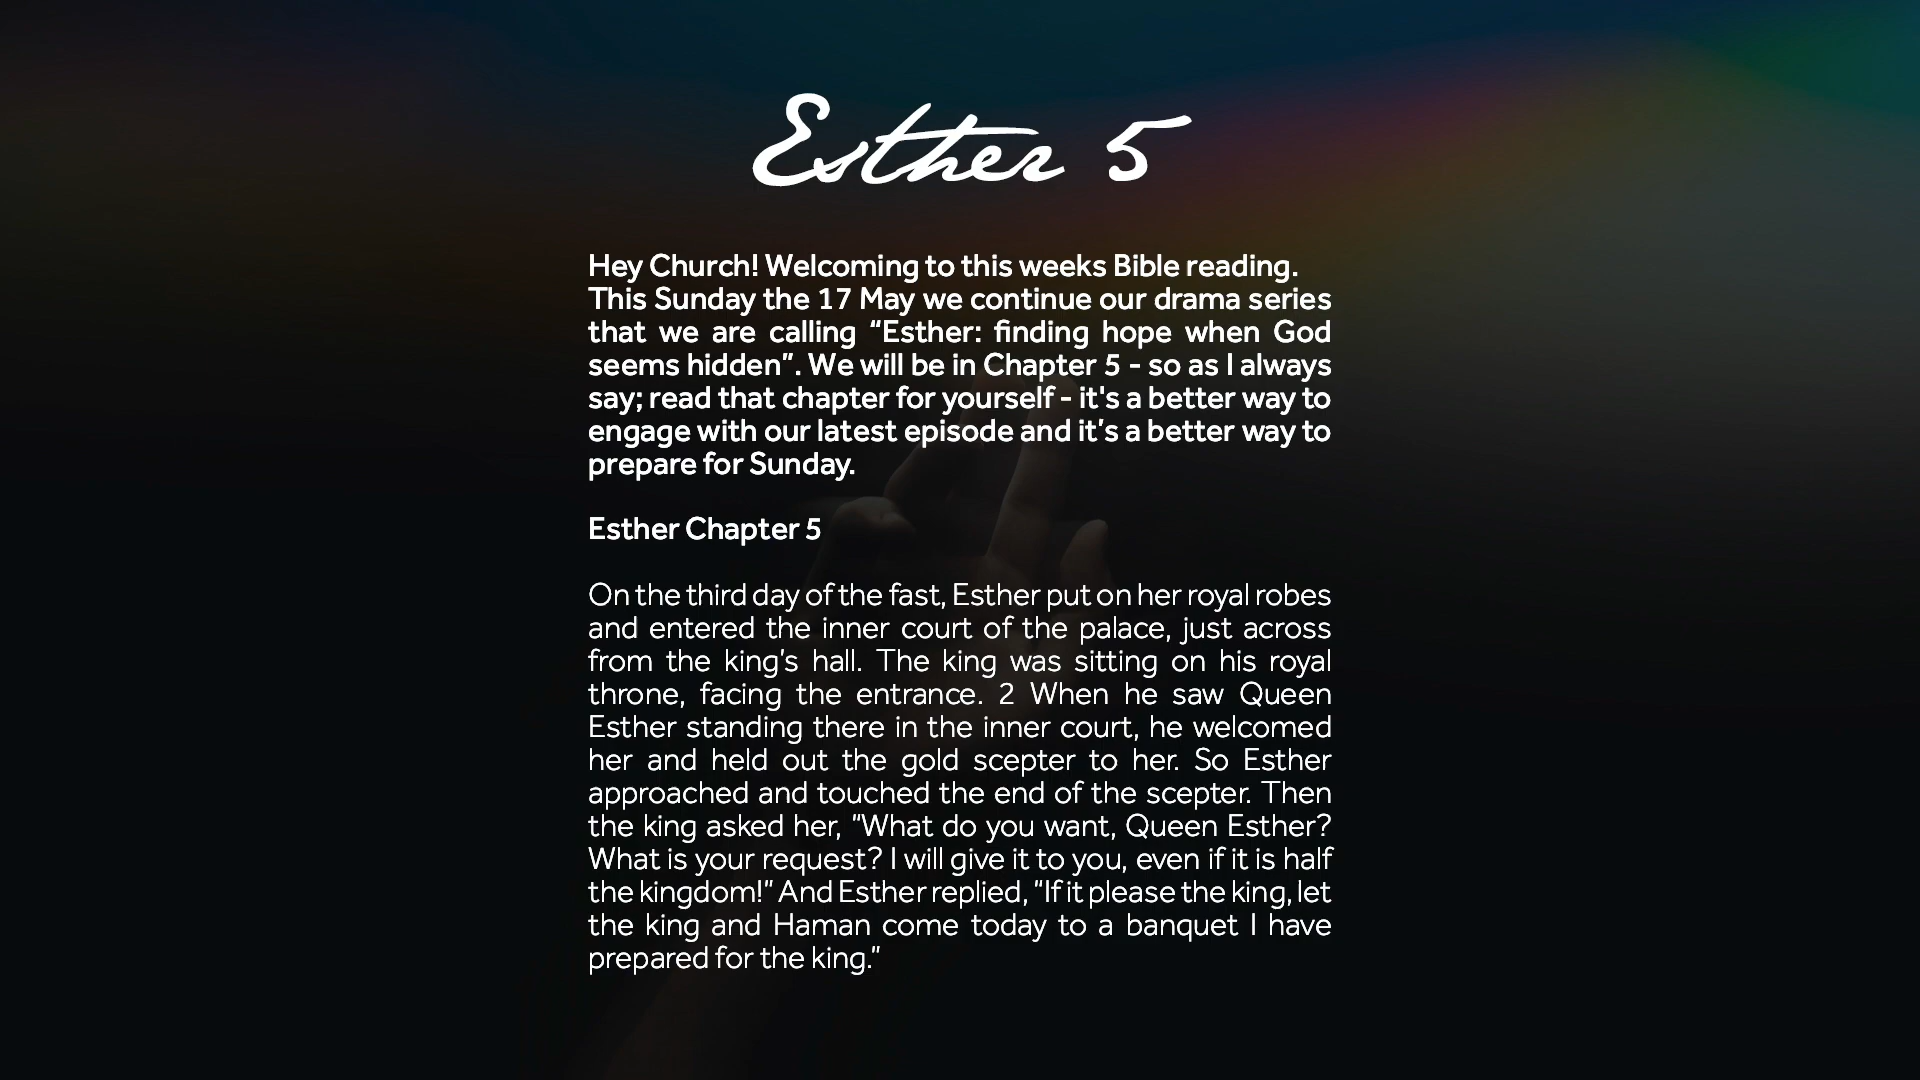 Esther 5
Hey Church! Welcoming to this weeks Bible reading.
This Sunday the 17 May we continue our drama series
that we are calling “Esther: finding hope when God
seems hidden”. We will be in Chapter 5 - so as I always
say; read that chapter for yourself - it's a better way to
engage with our latest episode and it’s a better way to
prepare for Sunday.
Esther Chapter 5
On the third day of the fast, Esther put on her royal robes
and entered the inner court of the palace, just across
from the king’s hall. The king was sitting on his royal
throne, facing the entrance. 2 When he saw Queen
Esther standing there in the inner court, he welcomed
her and held out the gold scepter to her. So Esther
approached and touched the end of the scepter. Then
the king asked her, “What do you want, Queen Esther?
What is your request? I will give it to you, even if it is half
the kingdom!” And Esther replied, “If it please the king, let
the king and Haman come today to a banquet I have
prepared for the king.”